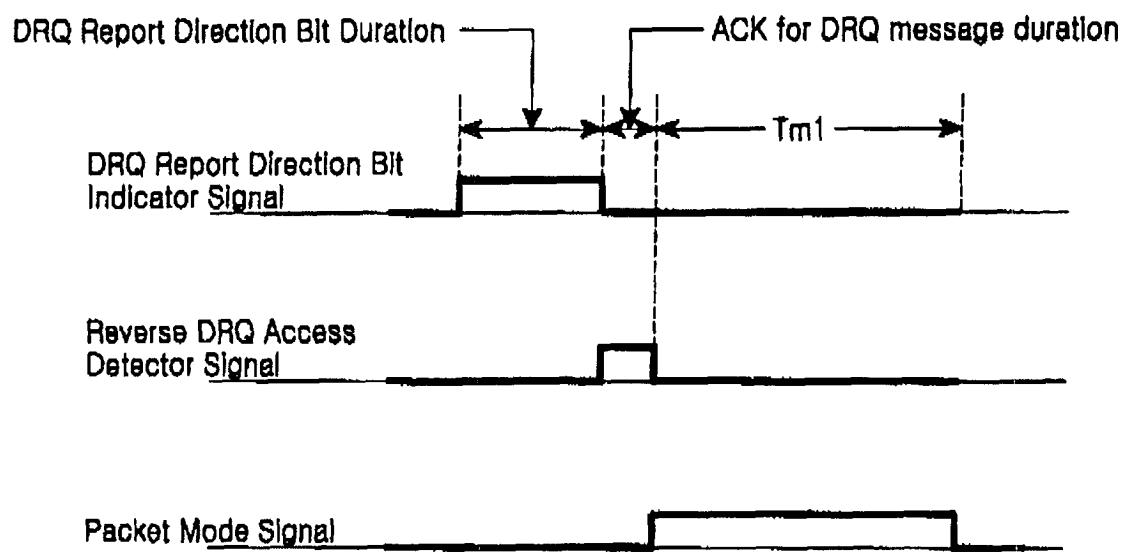 DRQ Report Direction Bit Duration
ACK for DRQ message duration
Tm1
DRQ Report Direction Bit
Indicator Signal
Reverse DRQ Access
Detector Signal
Packet Mode Signal